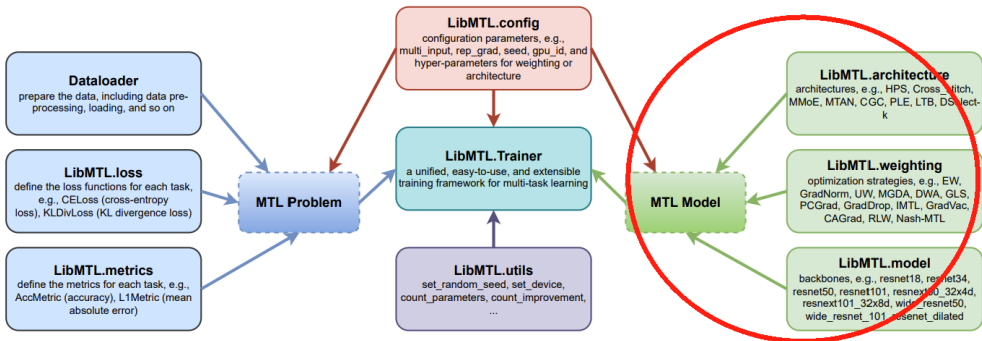 LibMTL.config
configuration parameters, e.g.,
multi_input, rep_grad, seed, gpu_id, and
hyper-parameters for weighting or
architecture
Dataloader
prepare the data, including data pre-
processing, loading, and so on
LibMTL.loss
define the loss functions for each task,
e.g., CELoss (cross-entropy
loss), KLDivLoss (KL divergence loss)
LibMTL.metrics
define the metrics for each task, e.g.,
AccMetric (accuracy), L1Metric (mean
absolute error)
MTL Problem
LibMTL.Trainer
a unified, easy-to-use, and extensible
training framework for multi-task learning
LibMTL.utils
set_random_seed, set_device,
count_parameters, count_improvement,
...
MTL Model
LibMTL.architecture
architectures, e.g., HPS, Cross_stitch,
MMoE, MTAN, CGC, PLE, LTB, DSelect-
k
LibMTL.weighting
optimization strategies, e.g., EW,
GradNorm, UW, MGDA, DWA, GLS,
PCGrad, GradDrop, IMTL, GradVac,
CAGrad, RLW, Nash-MTL
LibMTL.model
backbones, e.g., resnet18, resnet34,
resnet50, resnet101, resnext50_32x4d,
resnext101_32x8d, wide_resnet50,
wide_resnet_101, resenet_dilated